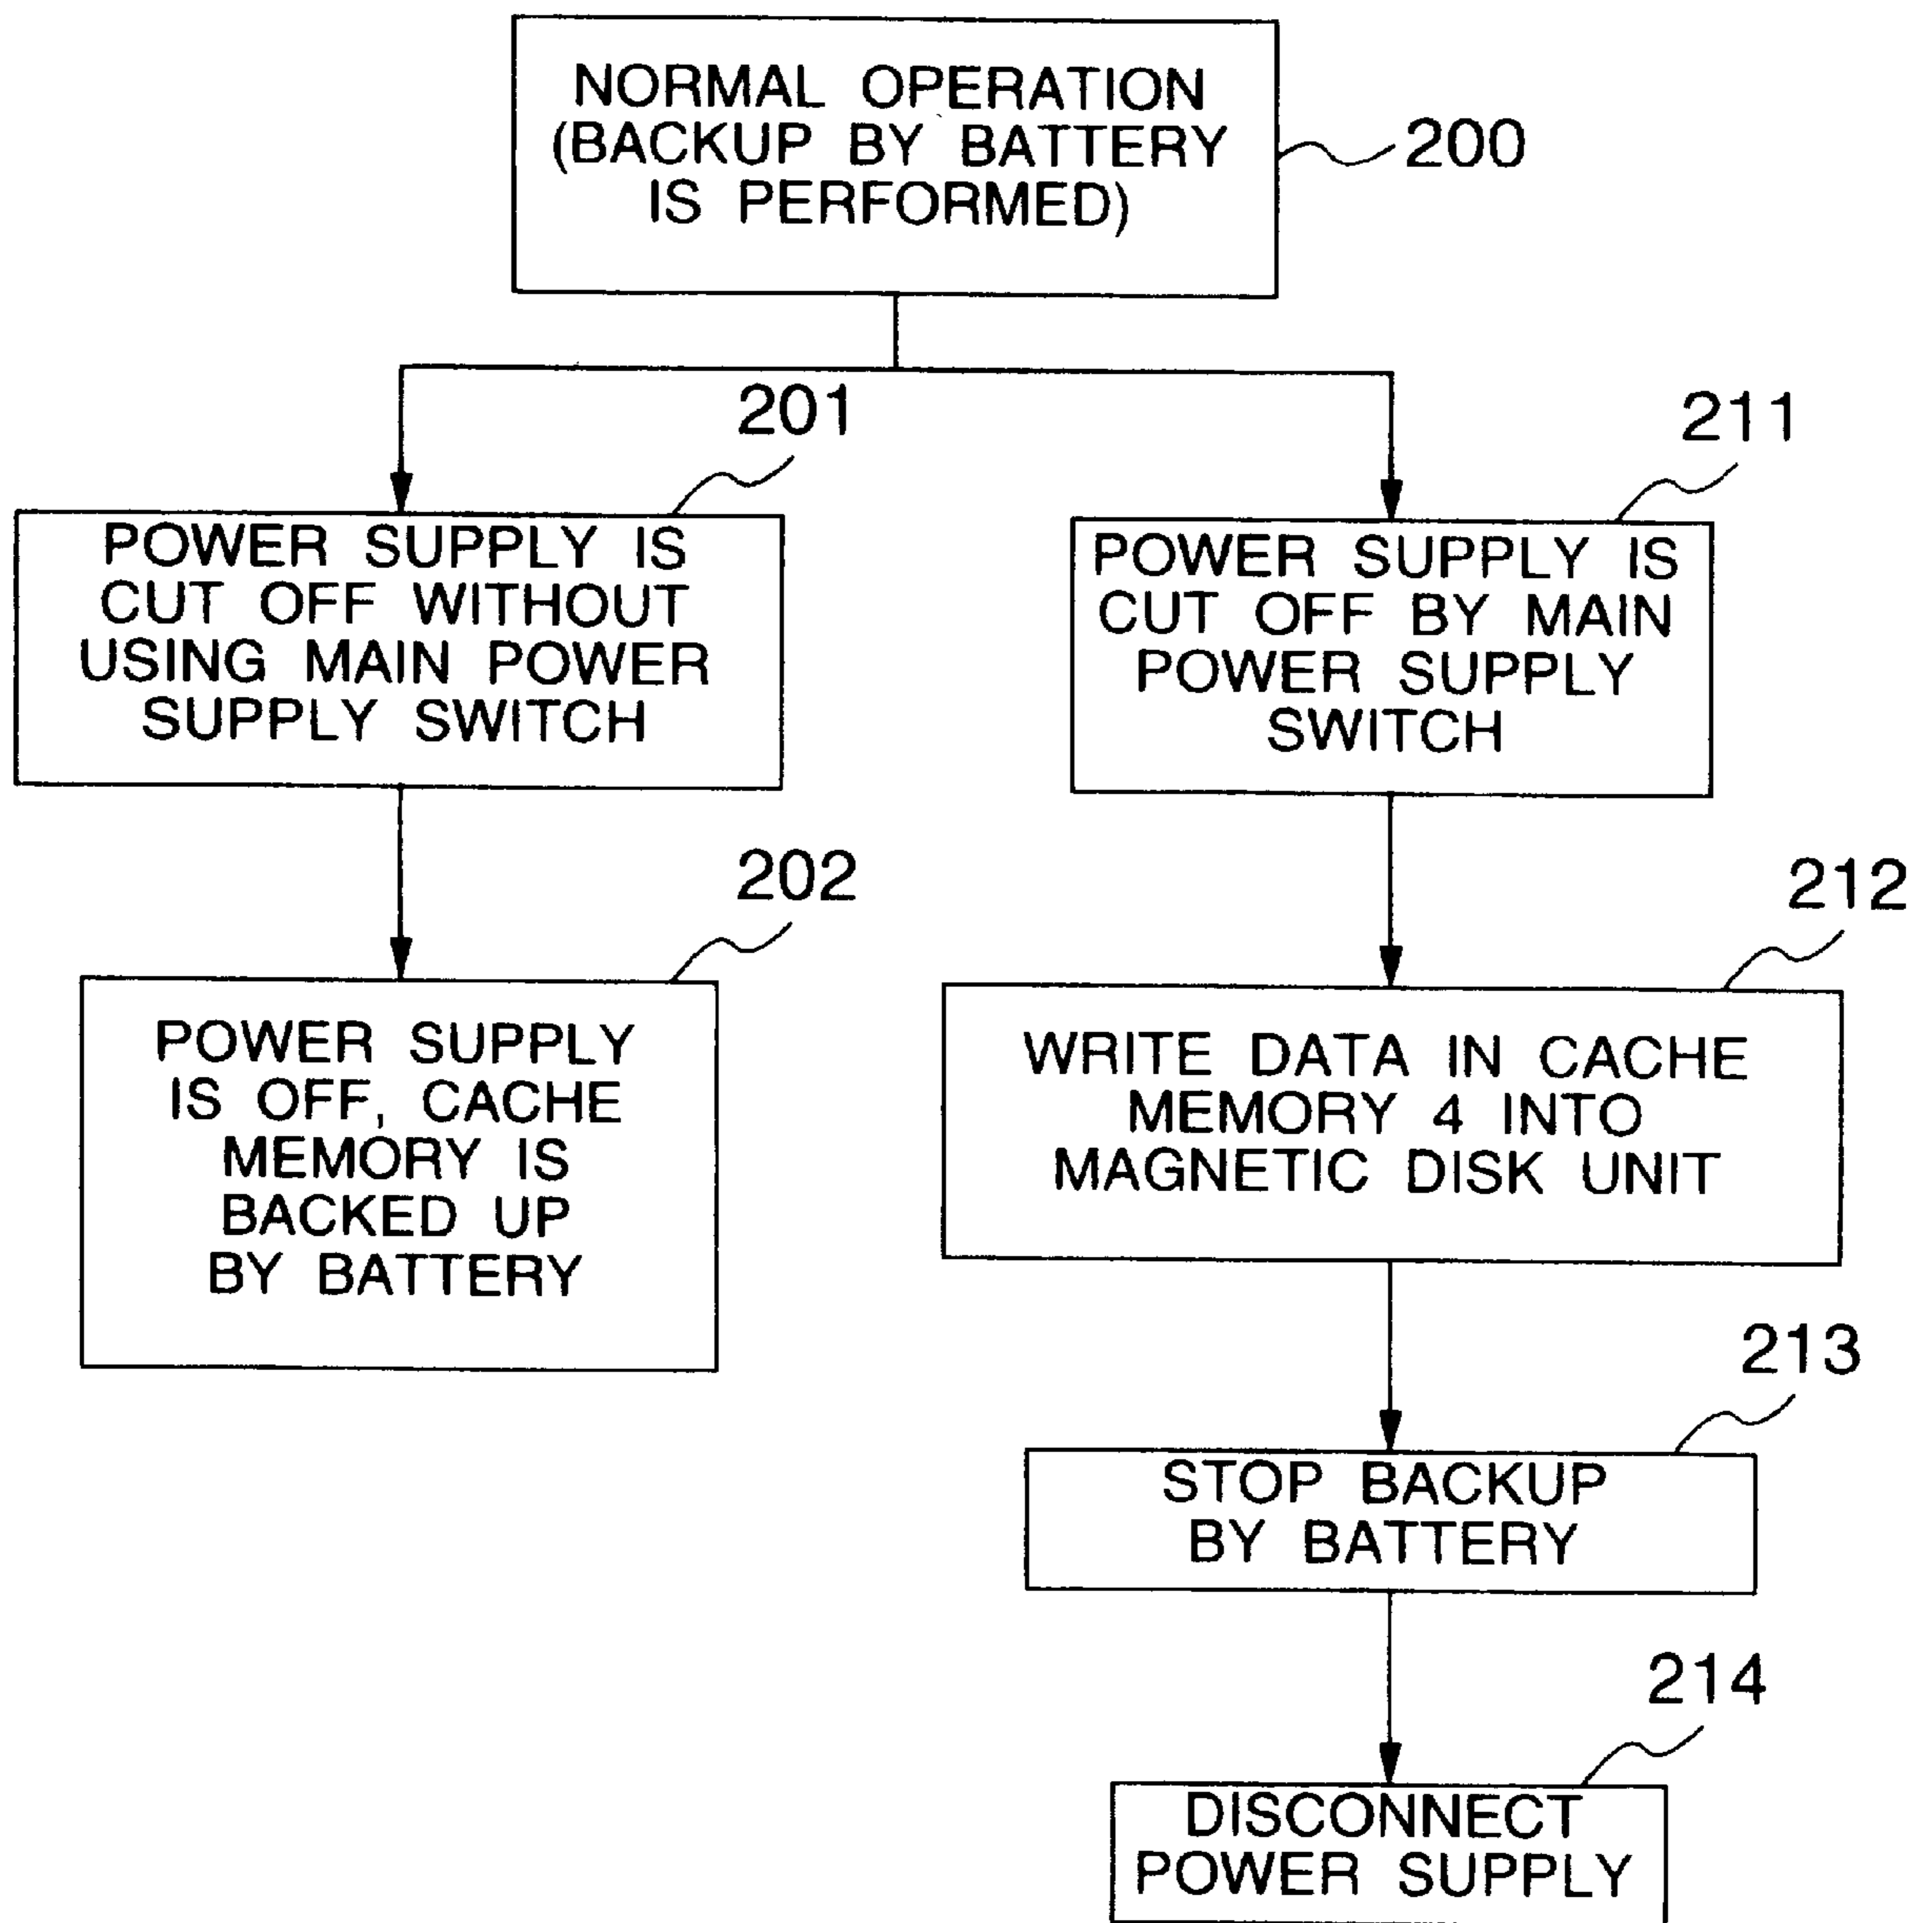 NORMAL OPERATION
(BACKUP BY BATTERY
IS PERFORMED)
200
201
POWER SUPPLY IS
CUT OFF WITHOUT
USING MAIN POWER
SUPPLY SWITCH
202
POWER SUPPLY
IS OFF, CACHE
MEMORY IS
BACKED UP
BY BATTERY
211
POWER SUPPLY IS
CUT OFF BY MAIN
POWER SUPPLY
SWITCH
212
WRITE DATA IN CACHE
MEMORY 4 INTO
MAGNETIC DISK UNIT
213
STOP BACKUP
BY BATTERY
214
DISCONNECT
POWER SUPPLY